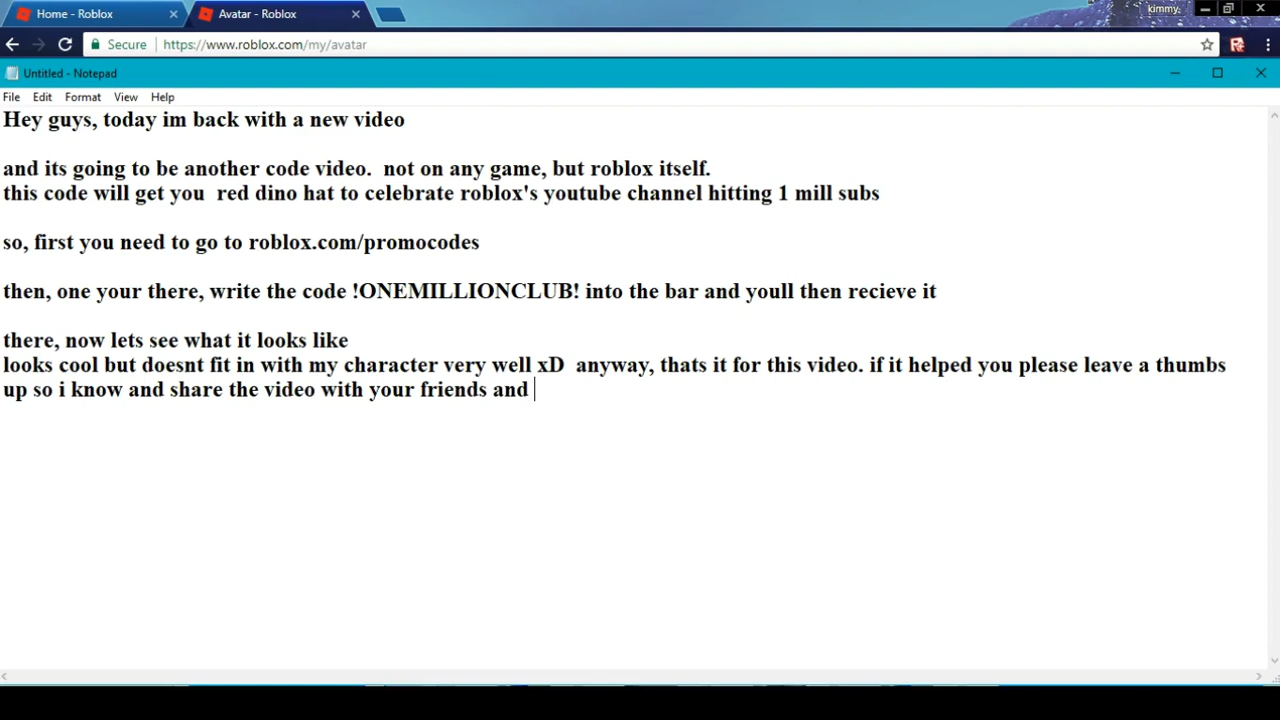 Home - Roblox
Avatar - Roblox
kimmy.
Secure
https://www.roblox.com/my/avatar
Untitled - Notepad
File Edit Format View Help
Hey guys, today im back with a new video
and its going to be another code video.  not on any game, but roblox itself.
this code will get you  red dino hat to celebrate roblox's youtube channel hitting 1 mill subs
so, first you need to go to roblox.com/promocodes
then, one your there, write the code !ONEMILLIONCLUB! into the bar and youll then recieve it
there, now lets see what it looks like
looks cool but doesnt fit in with my character very well xD  anyway, thats it for this video. if it helped you please leave a thumbs
up so i know and share the video with your friends and